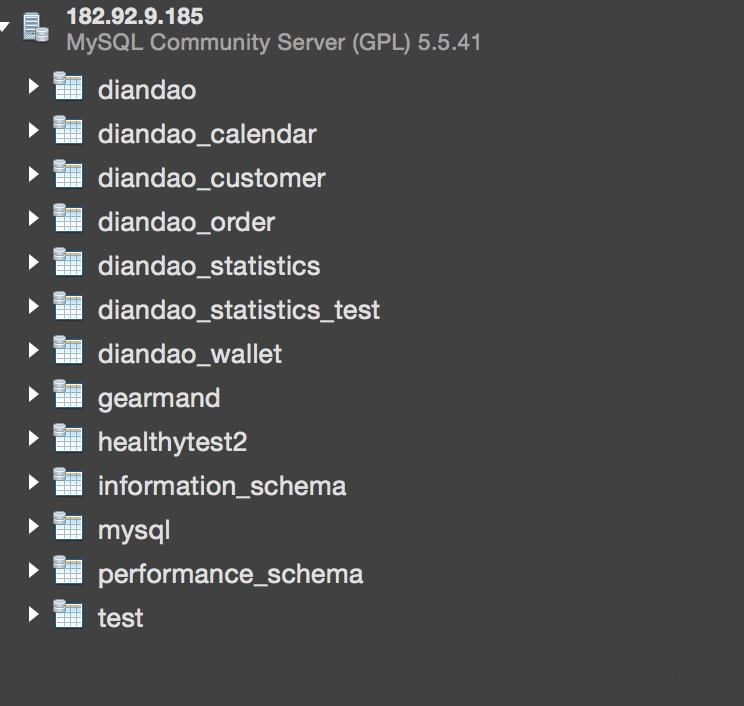 182.92.9.185
MySQL Community Server (GPL) 5.5.41
diandao
diandao_calendar
diandao_customer
diandao_order
diandao_statistics
diandao_statistics_test
diandao_wallet
gearmand
healthytest2
information_schema
mysql
performance_schema
test